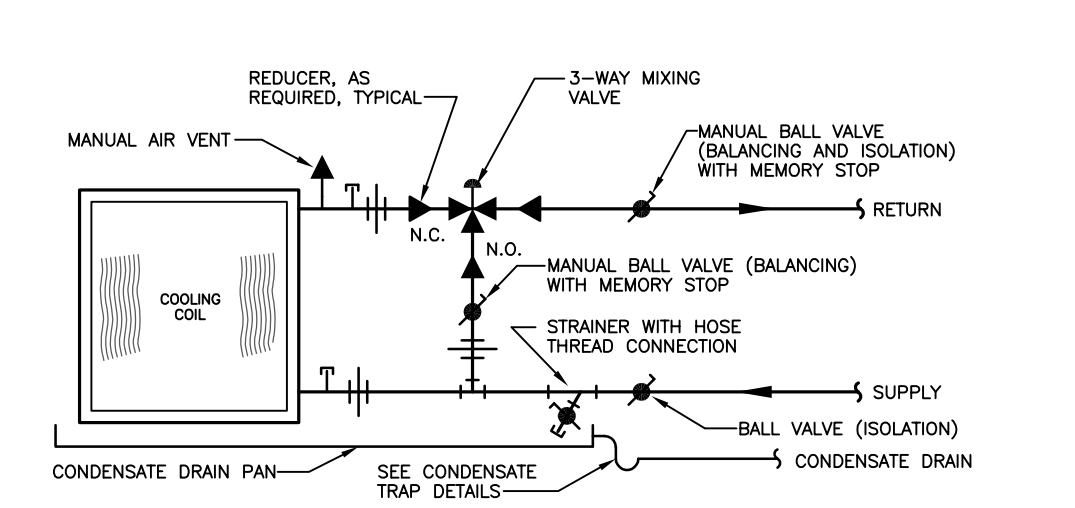 REDUCER, AS
REQUIRED, TYPICAL
3-WAY MIXING
VALVE
MANUAL AIR VENT
MANUAL BALL VALVE
(BALANCING AND ISOLATION)
WITH MEMORY STOP
RETURN
N.C.
N.O.
MANUAL BALL VALVE (BALANCING)
WITH MEMORY STOP
COOLING
COIL
STRAINER WITH HOSE
THREAD CONNECTION
SUPPLY
BALL VALVE (ISOLATION)
CONDENSATE DRAIN PAN
SEE CONDENSATE
TRAP DETAILS
CONDENSATE DRAIN